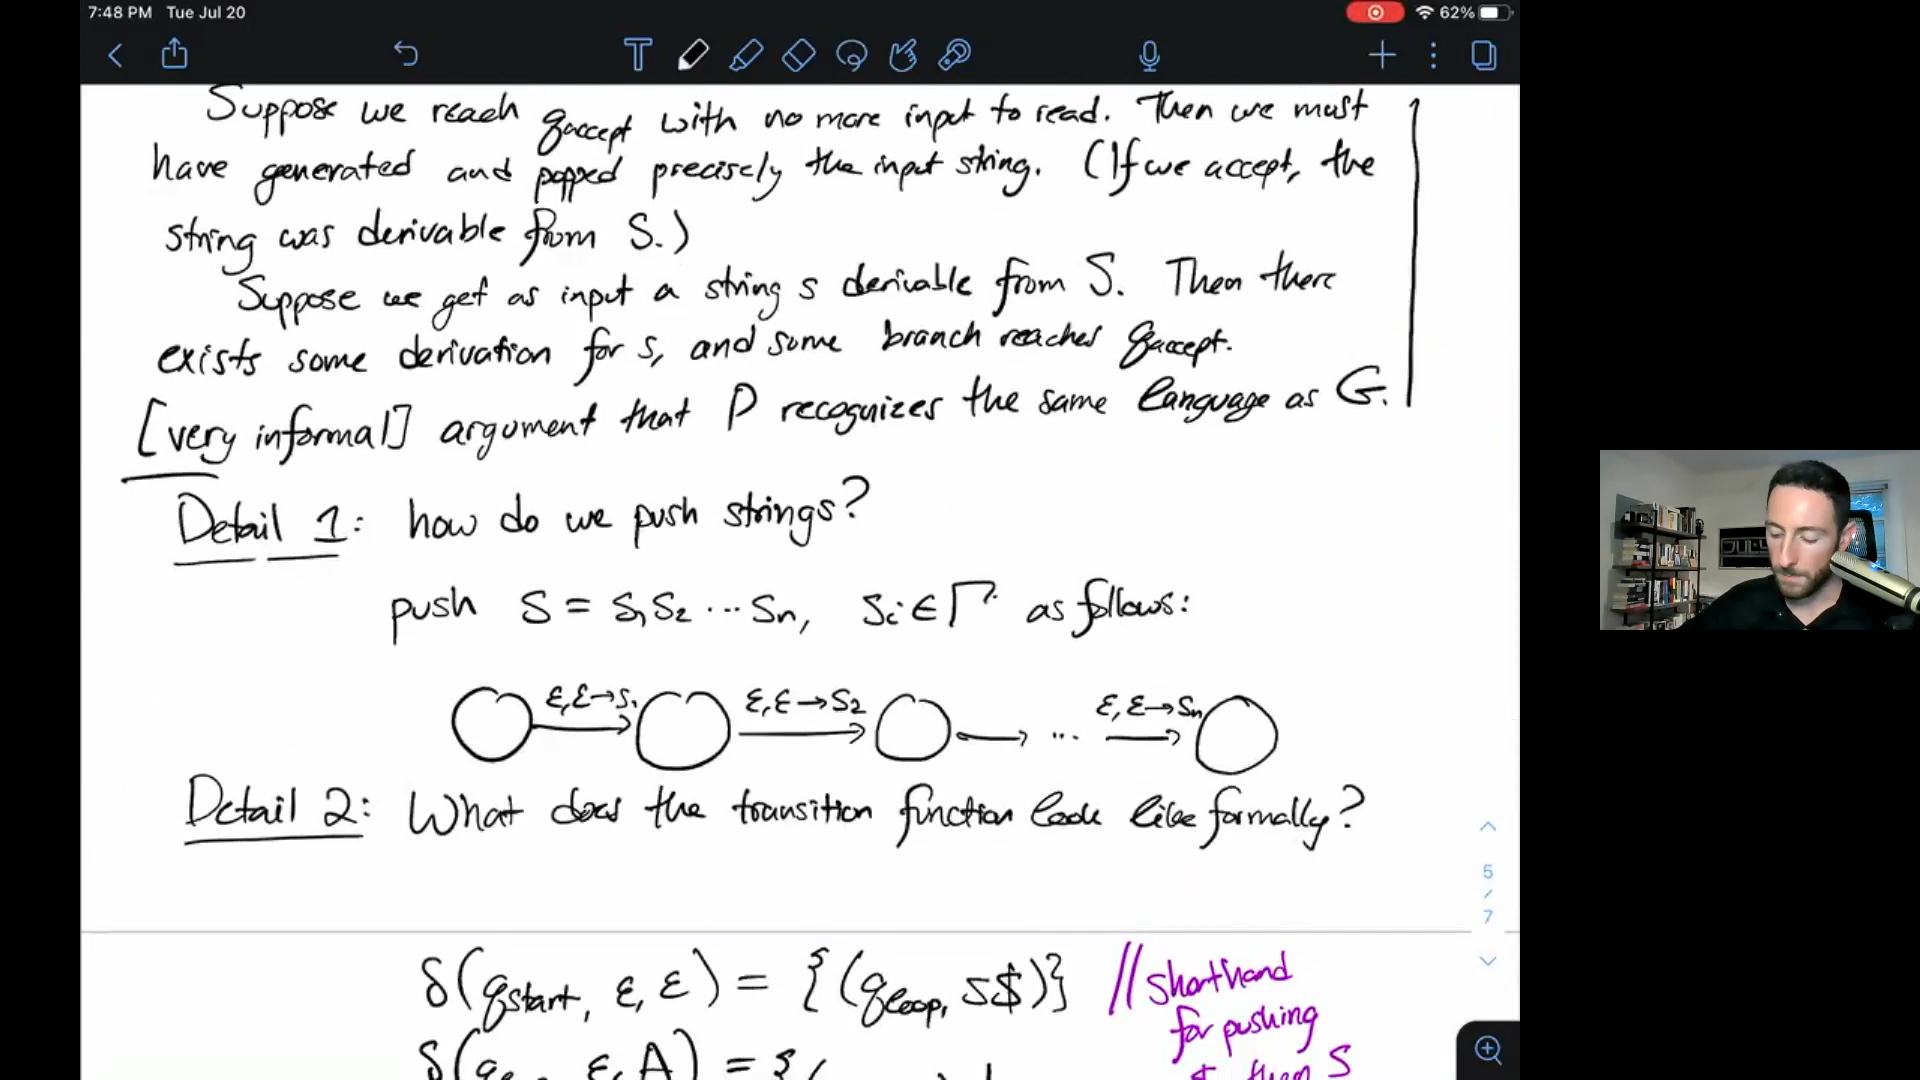 7:48 PM Tue Jul 20
62%
Suppose we reach qaccept with no more input to read. Then we must
have generated and popped precisely the input string. (If we accept, the
string was derivable from S.)
Suppose we get as input a string s derivable from S. Then there
exists some derivation for s, and some branch reaches qaccept.
[very informal] argument that P recognizes the same language as G.
Detail 1: how do we push strings?
push S = S1S2 ... Sn, Si ∈ Γ as follows:
ε,ε→S1 ε,ε→S2 ... ε,ε→Sn
Detail 2: What does the transition function look like formally?
5
/
7
δ(qstart, ε, ε) = {(qloop, S$)} // shorthand
for pushing
$ then S
ε, A) = {(